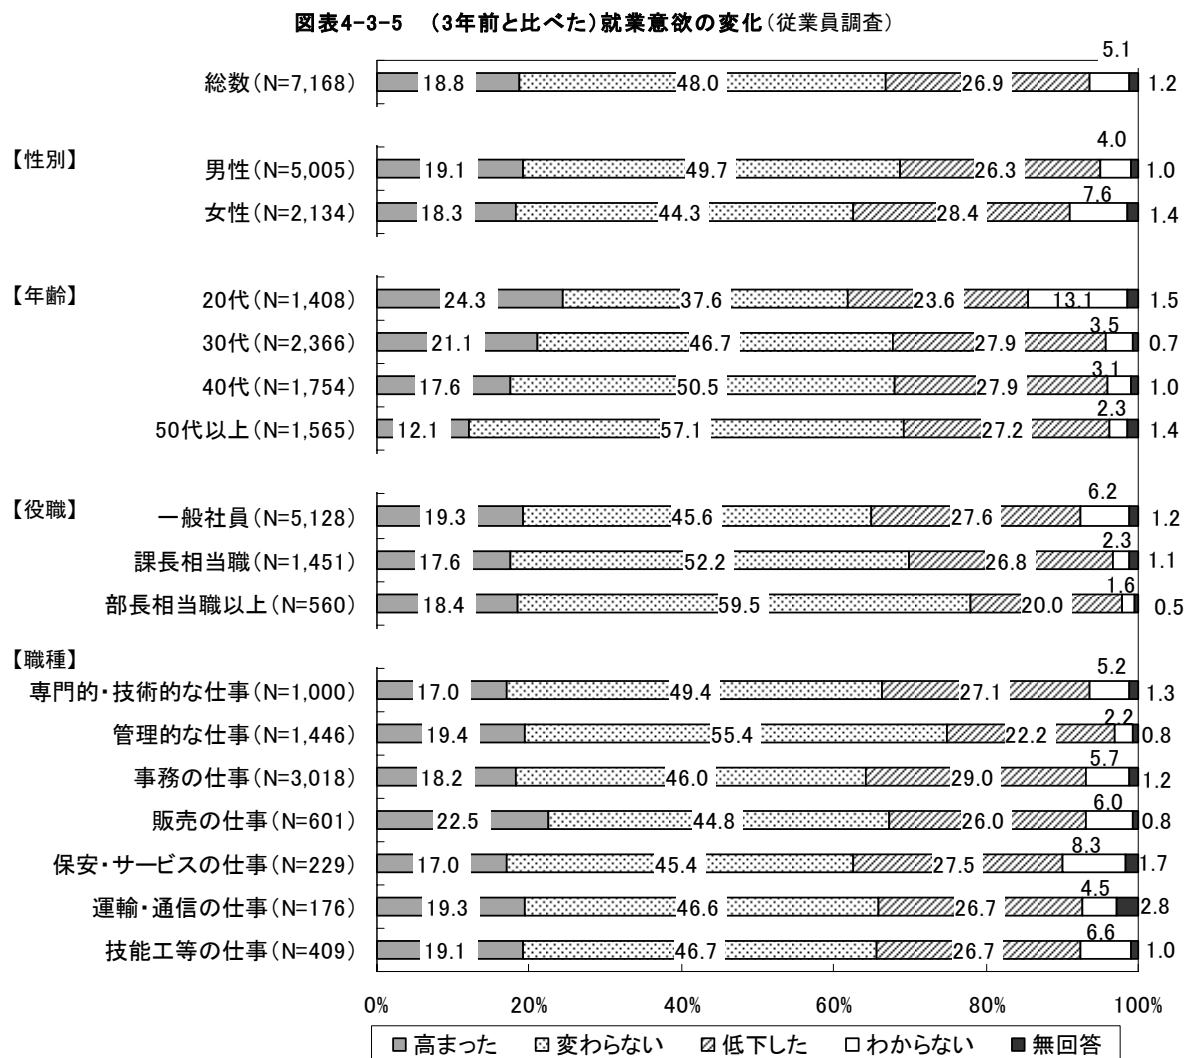 図表4-3-5　(3年前と比べた)就業意欲の変化(従業員調査)
5.1
総数(N=7,168) 18.8 48.0 26.9 1.2
【性別】
4.0
男性(N=5,005) 19.1 49.7 26.3 1.0
7.6
女性(N=2,134) 18.3 44.3 28.4 1.4
【年齢】
20代(N=1,408) 24.3 37.6 23.6 13.1 1.5
3.5
30代(N=2,366) 21.1 46.7 27.9 0.7
3.1
40代(N=1,754) 17.6 50.5 27.9 1.0
2.3
50代以上(N=1,565) 12.1 57.1 27.2 1.4
【役職】
6.2
一般社員(N=5,128) 19.3 45.6 27.6 1.2
2.3
課長相当職(N=1,451) 17.6 52.2 26.8 1.1
1.6
部長相当職以上(N=560) 18.4 59.5 20.0 0.5
【職種】
5.2
専門的・技術的な仕事(N=1,000) 17.0 49.4 27.1 1.3
2.2
管理的な仕事(N=1,446) 19.4 55.4 22.2 0.8
5.7
事務の仕事(N=3,018) 18.2 46.0 29.0 1.2
6.0
販売の仕事(N=601) 22.5 44.8 26.0 0.8
8.3
保安・サービスの仕事(N=229) 17.0 45.4 27.5 1.7
4.5
運輸・通信の仕事(N=176) 19.3 46.6 26.7 2.8
6.6
技能工等の仕事(N=409) 19.1 46.7 26.7 1.0
0% 20% 40% 60% 80% 100%
高まった 変わらない 低下した わからない 無回答